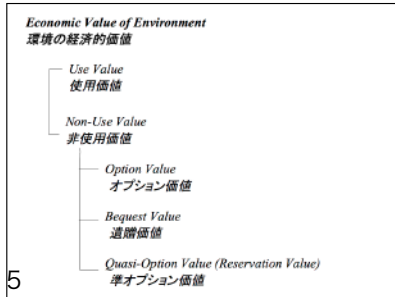 Economic Value of Environment
環境の経済的価値
Use Value
使用価値
Non-Use Value
非使用価値
Option Value
オプション価値
Bequest Value
遺贈価値
Quasi-Option Value (Reservation Value)
準オプション価値
5